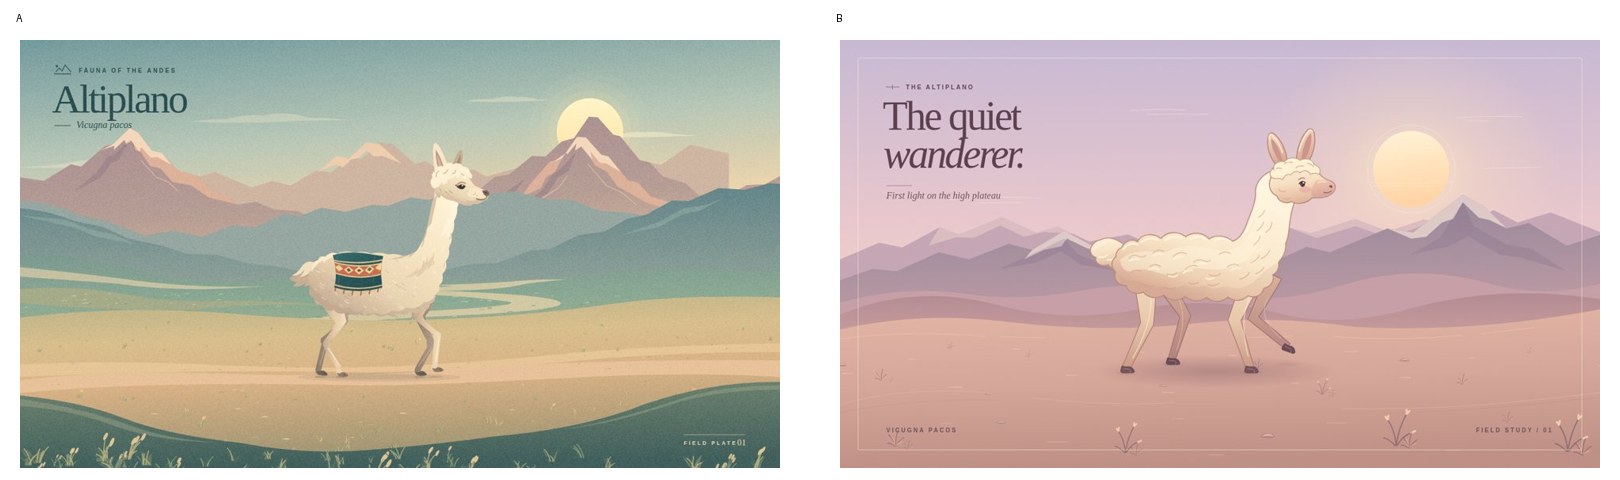 A
FAUNA OF THE ANDES
Altiplano
Vicugna pacos
FIELD PLATE 01
B
THE ALTIPLANO
The quiet
wanderer.
First light on the high plateau
VICUGNA PACOS
FIELD STUDY / 01